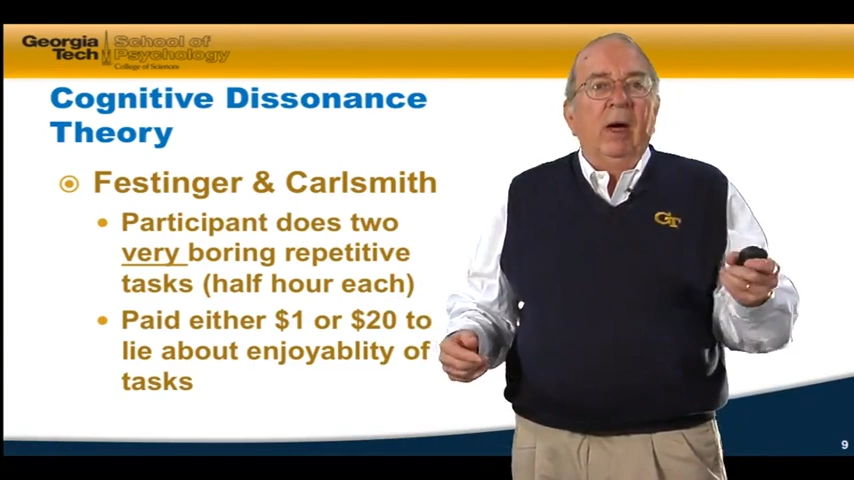 Georgia Tech
School of Psychology
College of Sciences
Cognitive Dissonance
Theory
Festinger & Carlsmith
Participant does two
very boring repetitive
tasks (half hour each)
Paid either $1 or $20 to
lie about enjoyablity of
tasks
GT
9